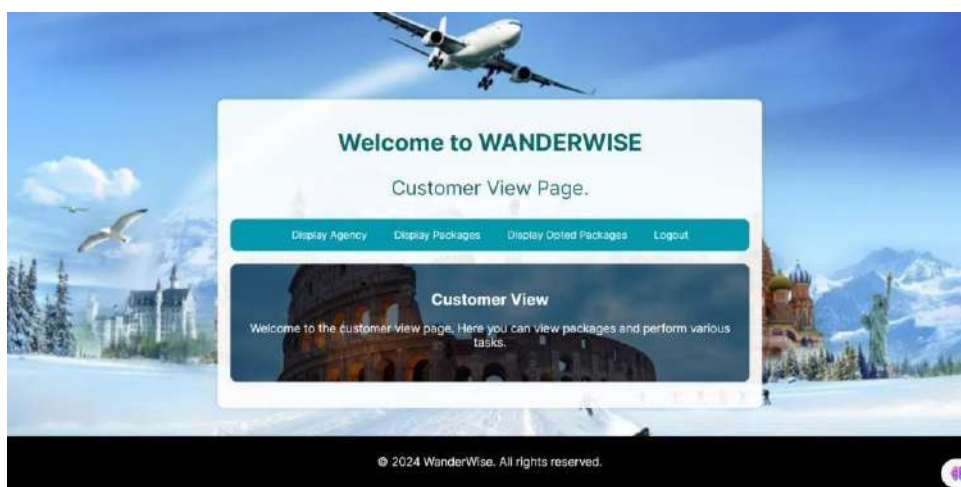 Welcome to WANDERWISE
Customer View Page.
Display Agency Display Packages Display Opted Packages Logout
Customer View
Welcome to the customer view page. Here you can view packages and perform various
tasks.
© 2024 WanderWise. All rights reserved.